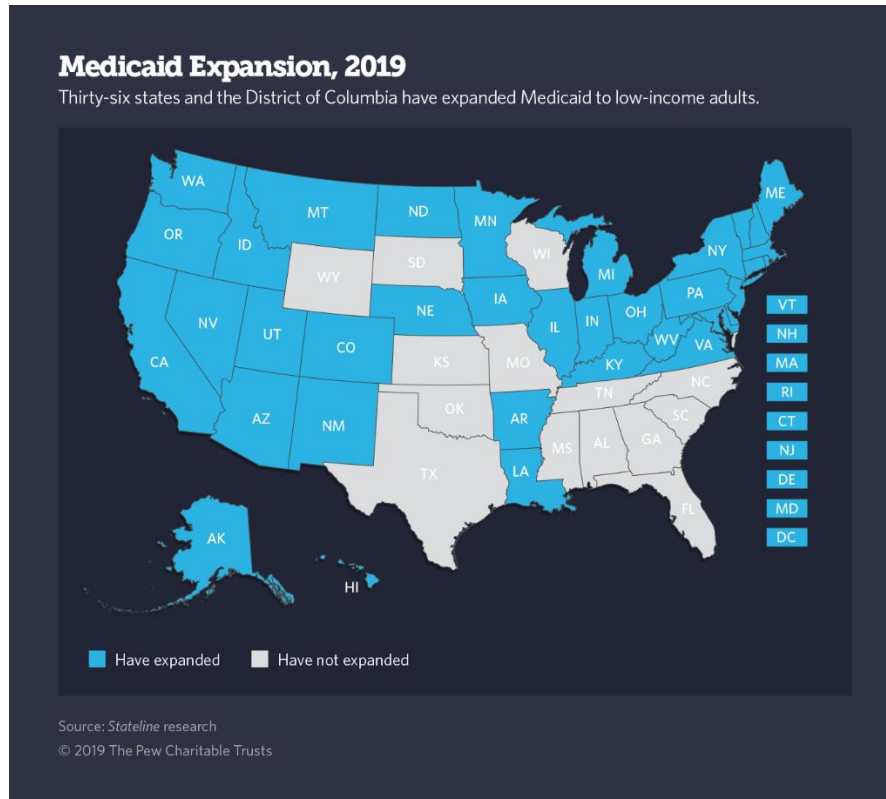 Medicaid Expansion, 2019
Thirty-six states and the District of Columbia have expanded Medicaid to low-income adults.
WA
MT
ND
MN
ME
OR
ID
WY
SD
WI
MI
NY
NV
UT
CO
NE
IA
IL
IN
OH
PA
WV
VA
CA
KS
MO
KY
AZ
NM
OK
AR
TN
NC
SC
TX
LA
MS
AL
GA
FL
VT
NH
MA
RI
CT
NJ
DE
MD
DC
AK
HI
Have expanded
Have not expanded
Source: Stateline research
© 2019 The Pew Charitable Trusts